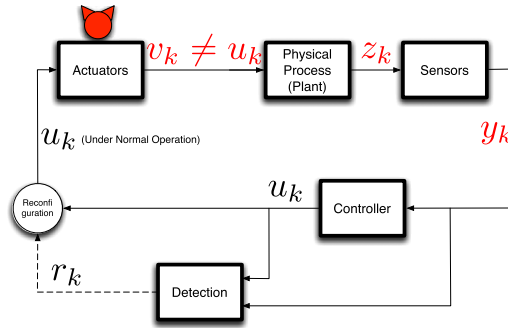 Actuators
v_k ≠ u_k
Physical
Process
(Plant)
z_k
Sensors
y_k
u_k (Under Normal Operation)
Reconfi
guration
u_k
Controller
r_k
Detection